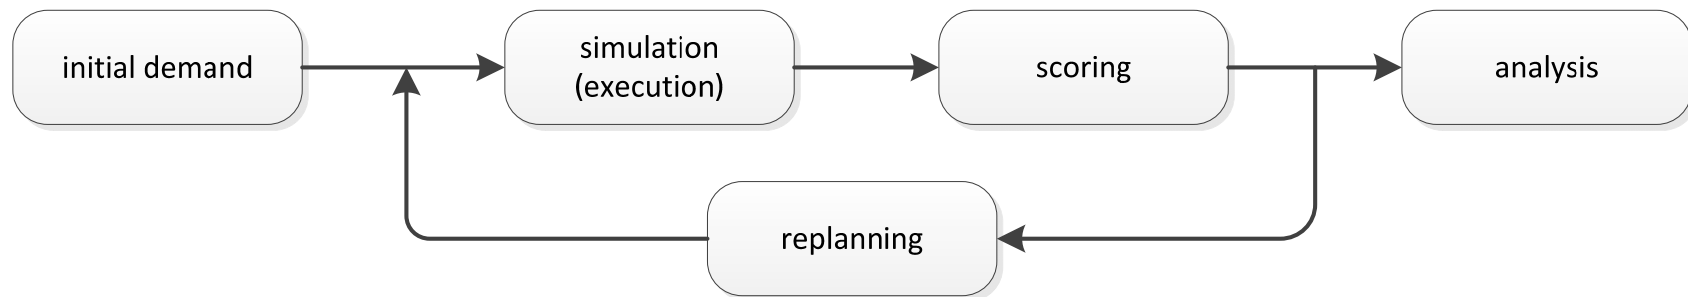 initial demand
simulation
(execution)
scoring
analysis
replanning